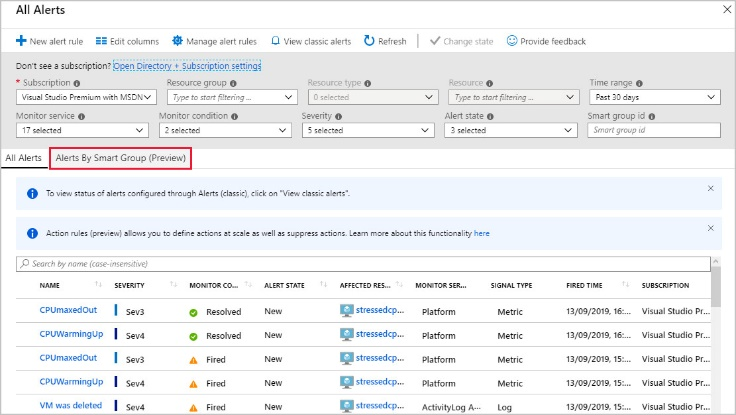 All Alerts
New alert rule Edit columns Manage alert rules View classic alerts Refresh Change state Provide feedback
Don't see a subscription? Open Directory + Subscription settings
* Subscription Resource group Resource type Resource Time range
Visual Studio Premium with MSDN Type to start filtering ... 0 selected Type to start filtering ... Past 30 days
Monitor service Monitor condition Severity Alert state Smart group id
17 selected 2 selected 5 selected 3 selected Smart group id
All Alerts Alerts By Smart Group (Preview)
To view status of alerts configured through Alerts (classic), click on "View classic alerts".
Action rules (preview) allows you to define actions at scale as well as suppress actions. Learn more about this functionality here
Search by name (case-insensitive)
NAME SEVERITY MONITOR CO... ALERT STATE AFFECTED RES... MONITOR SER... SIGNAL TYPE FIRED TIME SUBSCRIPTION
CPUmaxedOut Sev3 Resolved New stressedcp... Platform Metric 13/09/2019, 16:... Visual Studio Pr...
CPUWarmingUp Sev4 Resolved New stressedcp... Platform Metric 13/09/2019, 16:... Visual Studio Pr...
CPUmaxedOut Sev3 Fired New stressedcp... Platform Metric 13/09/2019, 15:... Visual Studio Pr...
CPUWarmingUp Sev4 Fired New stressedcp... Platform Metric 13/09/2019, 15:... Visual Studio Pr...
VM was deleted Sev4 Fired New stressedcp... ActivityLog A... Log 13/09/2019, 15:... Visual Studio Pr...